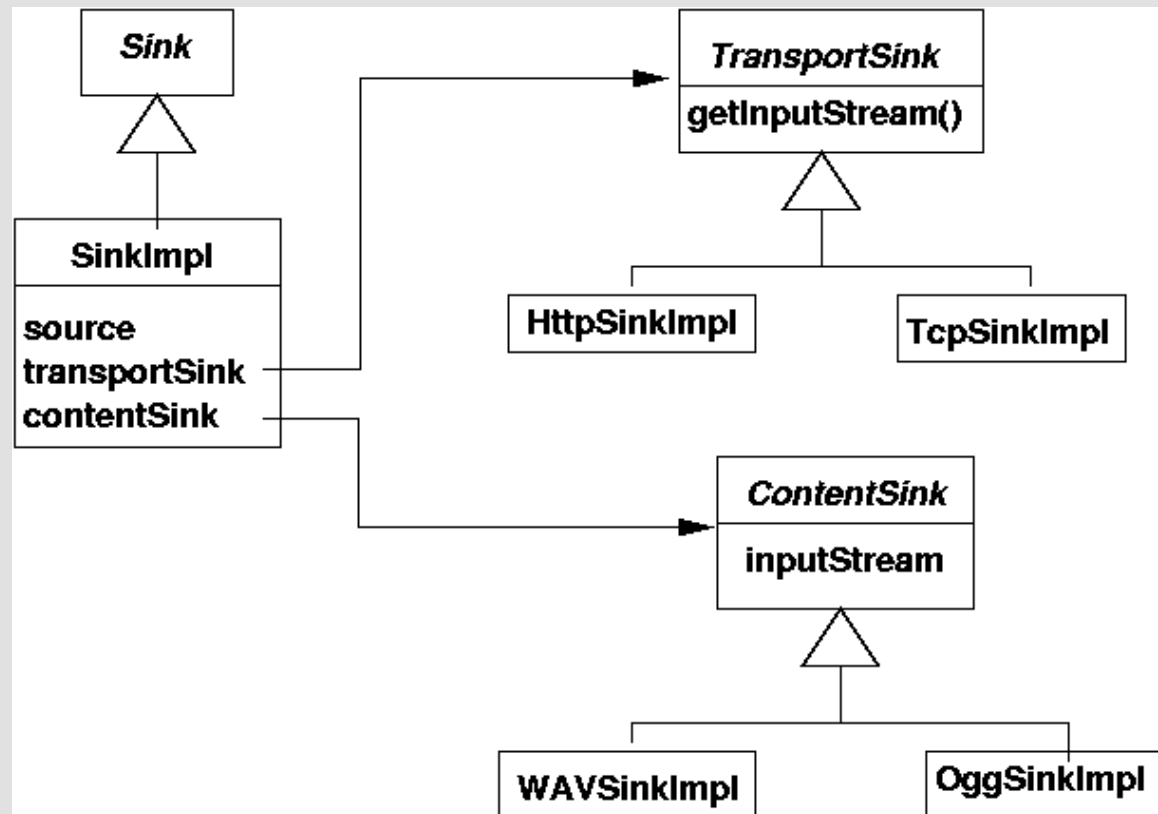 Sink
SinkImpl
source
transportSink
contentSink
TransportSink
getInputStream()
HttpSinkImpl
TcpSinkImpl
ContentSink
inputStream
WAVSinkImpl
OggSinkImpl